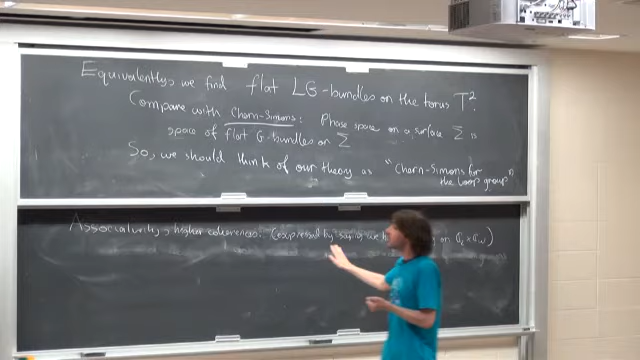 Equivalently, we find flat LG-bundles on the torus T².
Compare with Chern-Simons: Phase space on a surface Σ is
space of flat G-bundles on Σ
So, we should think of our theory as "Chern-Simons for
the loop group"
Associativity, higher coherences. (expressed by saying we on